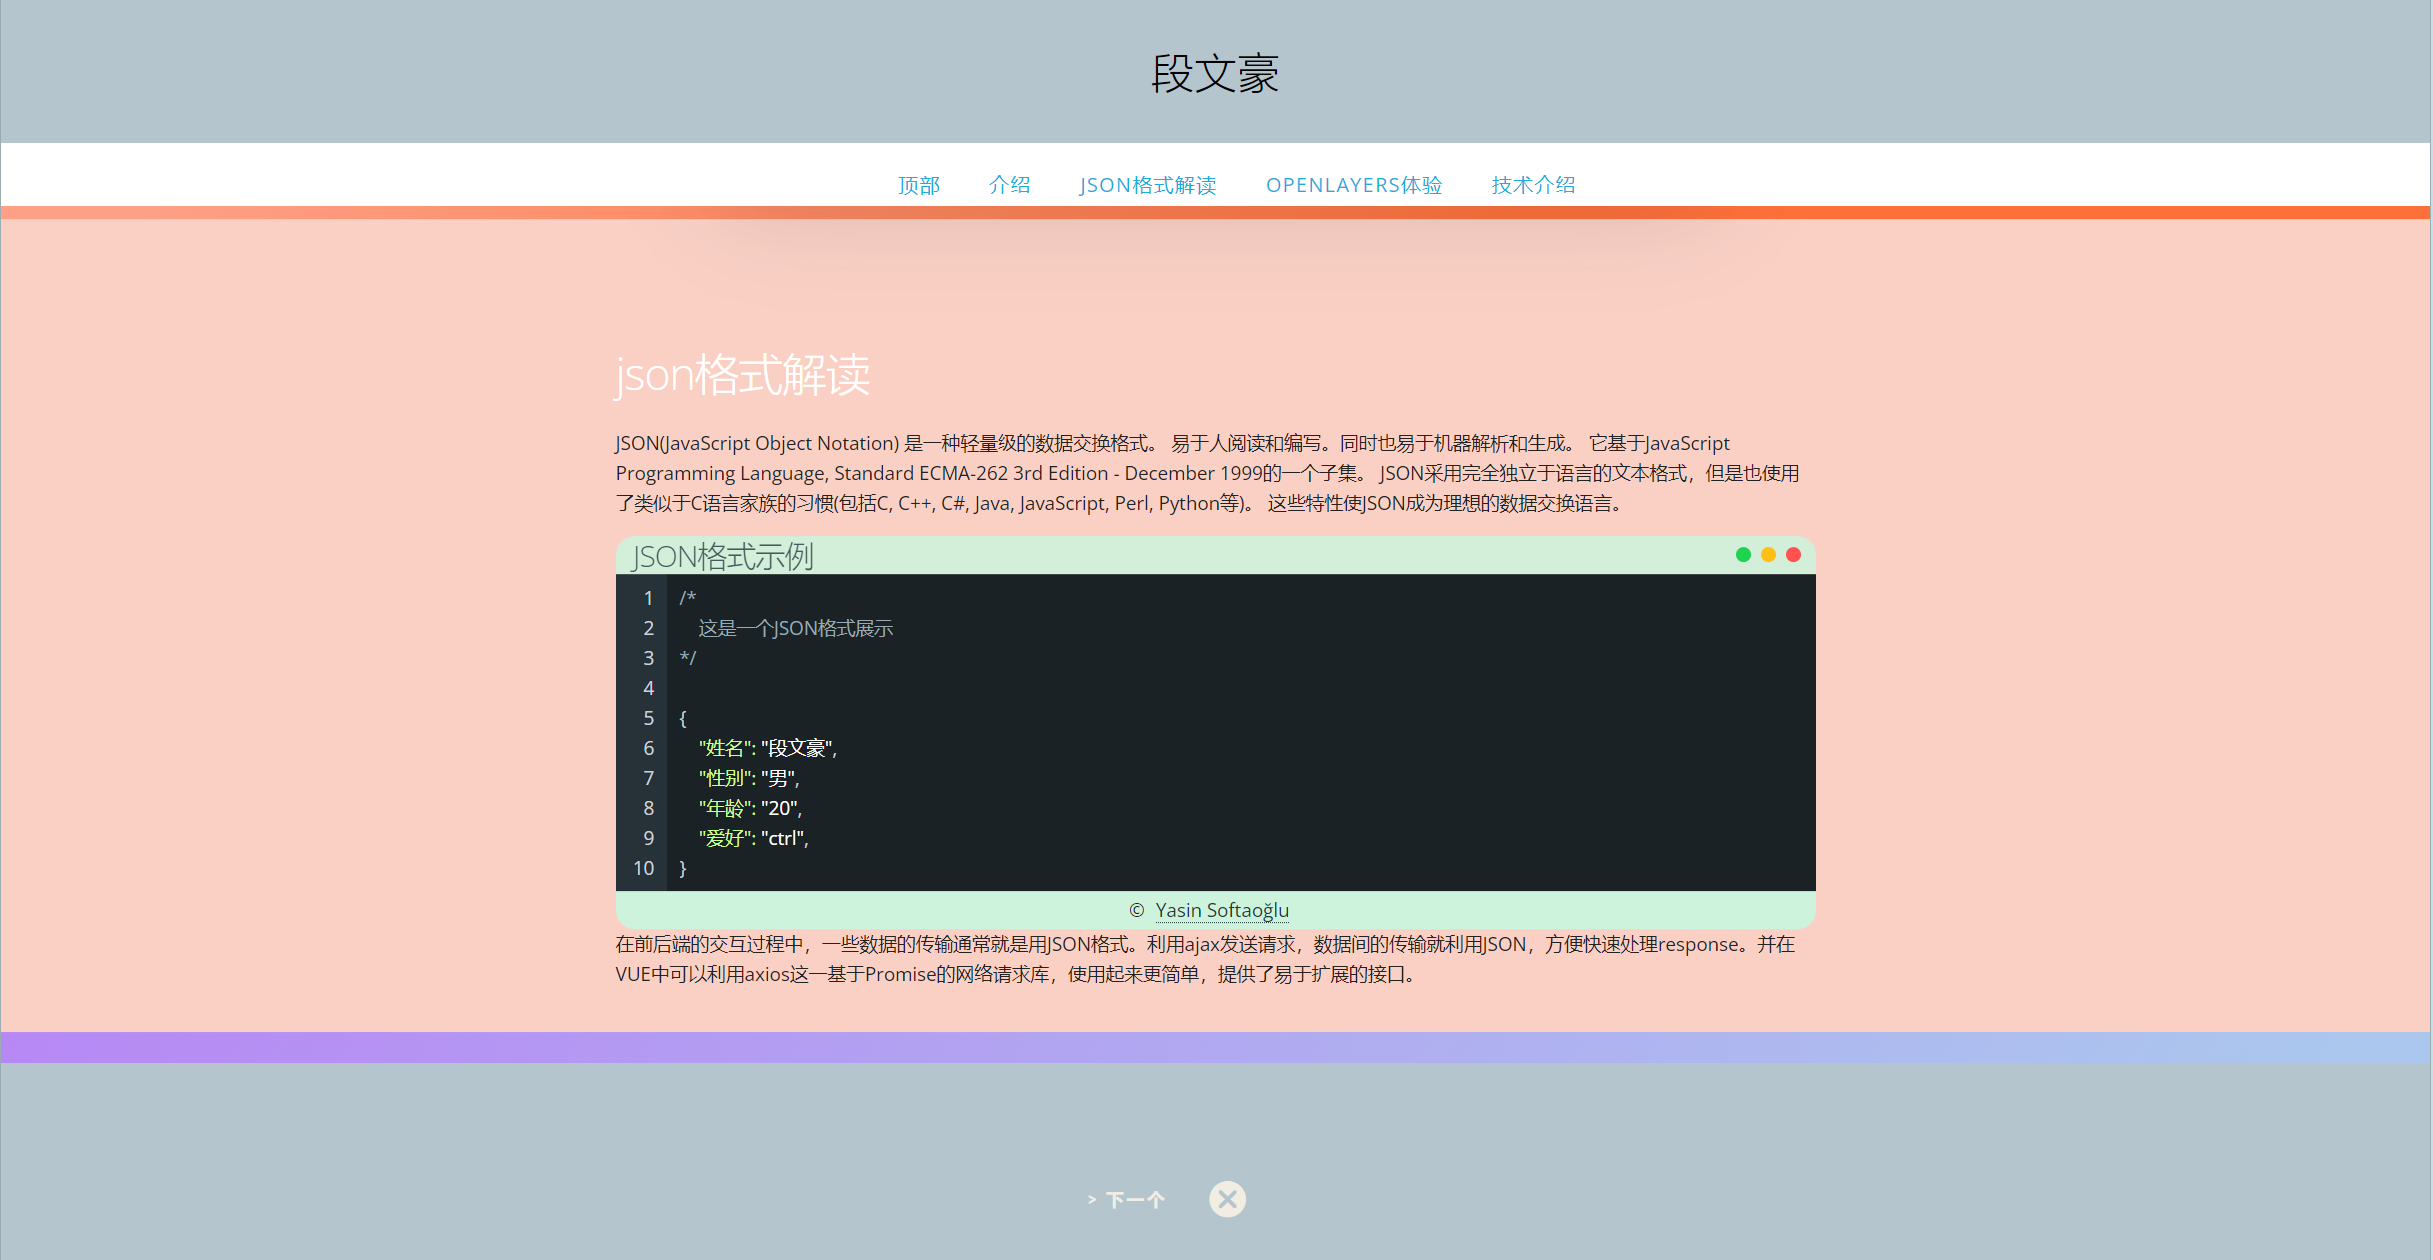 段文豪
顶部 介绍 JSON格式解读 OPENLAYERS体验 技术介绍
json格式解读
JSON(JavaScript Object Notation) 是一种轻量级的数据交换格式。 易于人阅读和编写。同时也易于机器解析和生成。 它基于JavaScript
Programming Language, Standard ECMA-262 3rd Edition - December 1999的一个子集。 JSON采用完全独立于语言的文本格式，但是也使用
了类似于C语言家族的习惯(包括C, C++, C#, Java, JavaScript, Perl, Python等)。 这些特性使JSON成为理想的数据交换语言。
JSON格式示例
1 /*
2 这是一个JSON格式展示
3 */
4
5 {
6 "姓名": "段文豪",
7 "性别": "男",
8 "年龄": "20",
9 "爱好": "ctrl",
10 }
© Yasin Softaoğlu
在前后端的交互过程中，一些数据的传输通常就是用JSON格式。利用ajax发送请求，数据间的传输就利用JSON，方便快速处理response。并在
VUE中可以利用axios这一基于Promise的网络请求库，使用起来更简单，提供了易于扩展的接口。
> 下一个